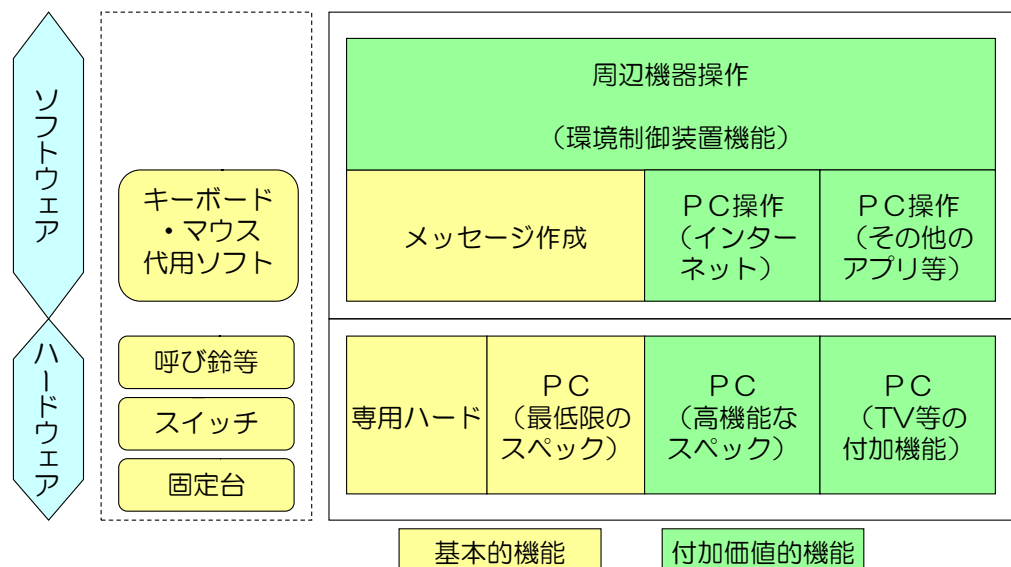 ソフトウェア
ハードウェア
キーボード
・マウス
代用ソフト
呼び鈴等
スイッチ
固定台
周辺機器操作
（環境制御装置機能）
メッセージ作成
ＰＣ操作
（インター
ネット）
ＰＣ操作
（その他の
アプリ等）
専用ハード
ＰＣ
（最低限の
スペック）
ＰＣ
（高機能な
スペック）
ＰＣ
（TV等の
付加機能）
基本的機能
付加価値的機能